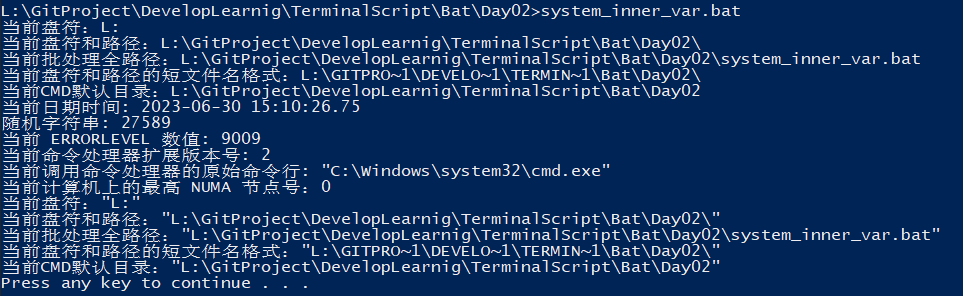 L:\GitProject\DevelopLearnig\TerminalScript\Bat\Day02>system_inner_var.bat
当前盘符：L:
当前盘符和路径：L:\GitProject\DevelopLearnig\TerminalScript\Bat\Day02\
当前批处理全路径：L:\GitProject\DevelopLearnig\TerminalScript\Bat\Day02\system_inner_var.bat
当前盘符和路径的短文件名格式：L:\GITPRO~1\DEVELO~1\TERMIN~1\Bat\Day02\
当前CMD默认目录：L:\GitProject\DevelopLearnig\TerminalScript\Bat\Day02
当前日期时间: 2023-06-30 15:10:26.75
随机字符串: 27589
当前 ERRORLEVEL 数值: 9009
当前命令处理器扩展版本号: 2
当前调用命令处理器的原始命令行: "C:\Windows\system32\cmd.exe"
当前计算机上的最高 NUMA 节点号：0
当前盘符："L:"
当前盘符和路径："L:\GitProject\DevelopLearnig\TerminalScript\Bat\Day02\"
当前批处理全路径："L:\GitProject\DevelopLearnig\TerminalScript\Bat\Day02\system_inner_var.bat"
当前盘符和路径的短文件名格式："L:\GITPRO~1\DEVELO~1\TERMIN~1\Bat\Day02\"
当前CMD默认目录："L:\GitProject\DevelopLearnig\TerminalScript\Bat\Day02"
Press any key to continue . . .